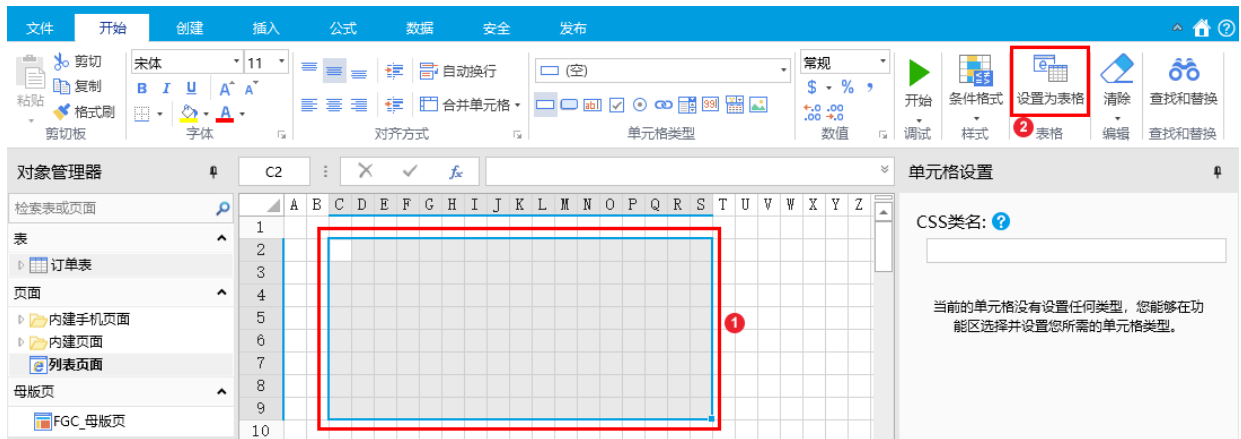 文件 开始 创建 插入 公式 数据 安全 发布
剪切 宋体 11 自动换行 (空) 常规
粘贴 复制 B I U A A $ % ,
格式刷 A 合并单元格 ab 99 .0 .00 .00 .0 开始 条件格式 设置为表格 清除 查找和替换
剪贴板 字体 对齐方式 单元格类型 数值 调试 样式 2 表格 编辑 查找和替换
对象管理器 C2 fx 单元格设置
检索表或页面 A B C D E F G H I J K L M N O P Q R S T U V W X Y Z
CSS类名: ?
1
表
2
订单表
3
页面
4
当前的单元格没有设置任何类型，您能够在功
内建手机页面
5
1
能区选择并设置您所需的单元格类型。
内建页面
6
列表页面
7
母版页
8
9
FGC_母版页
10